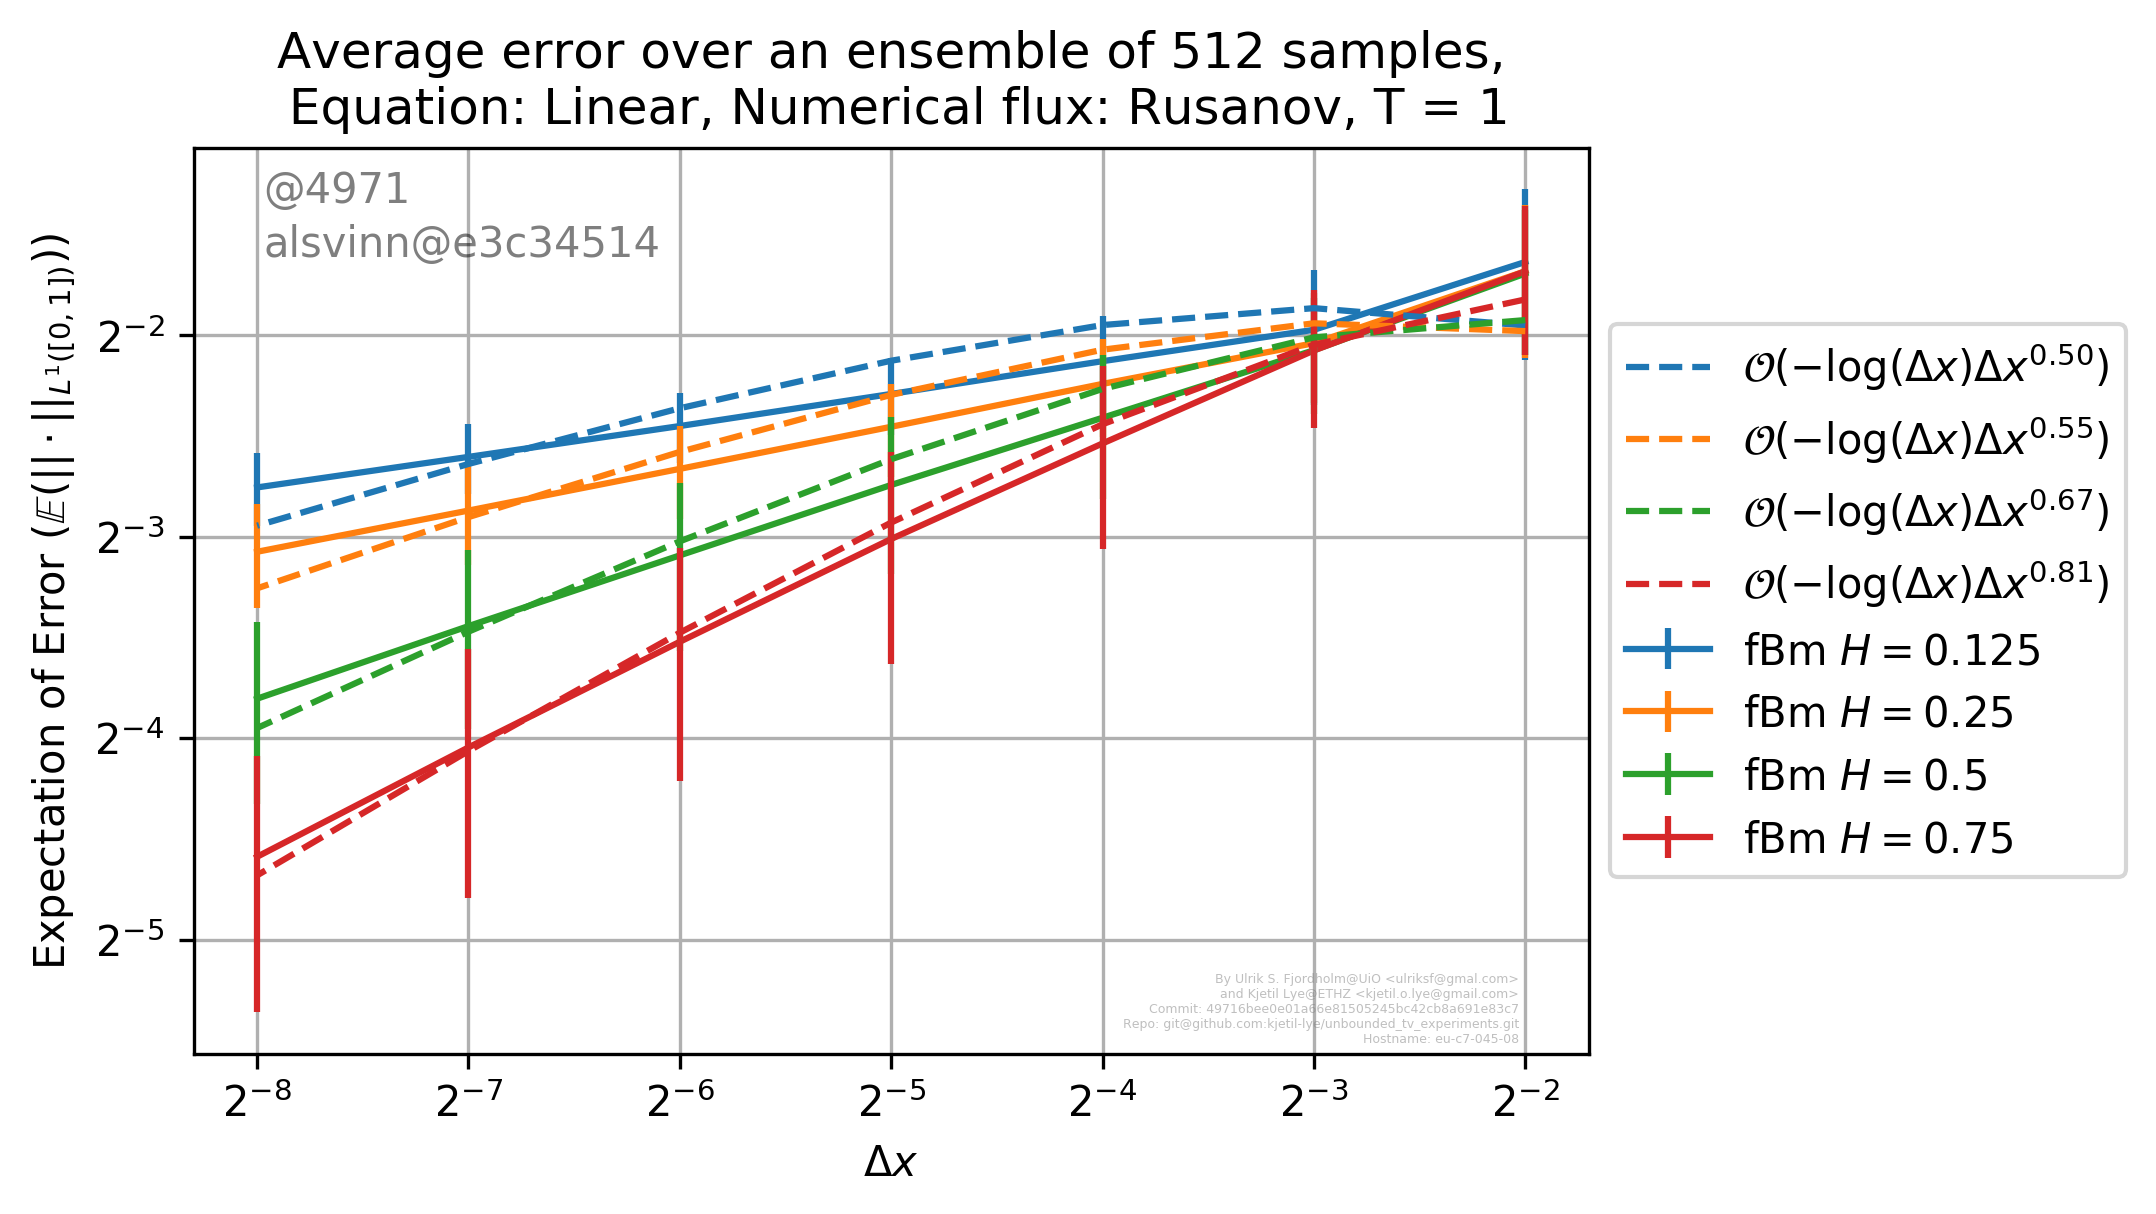 Average error over an ensemble of 512 samples,
Equation: Linear, Numerical flux: Rusanov, T = 1
@4971
alsvinn@e3c34514
Expectation of Error (𝔼(|| · ||_{L^1([0, 1])}))
2^{−2}
2^{−3}
2^{−4}
2^{−5}
By Ulrik S. Fjordholm@UiO <ulriksf@gmal.com>
and Kjetil Lye@ETHZ <kjetil.o.lye@gmail.com>
Commit: 49716bee0e01a66e81505245bc42cb8a691e83c7
Repo: git@github.com:kjetil-lye/unbounded_tv_experiments.git
Hostname: eu-c7-045-08
2^{−8} 2^{−7} 2^{−6} 2^{−5} 2^{−4} 2^{−3} 2^{−2}
Δx
𝒪(−log(Δx)Δx^{0.50})
𝒪(−log(Δx)Δx^{0.55})
𝒪(−log(Δx)Δx^{0.67})
𝒪(−log(Δx)Δx^{0.81})
fBm H = 0.125
fBm H = 0.25
fBm H = 0.5
fBm H = 0.75